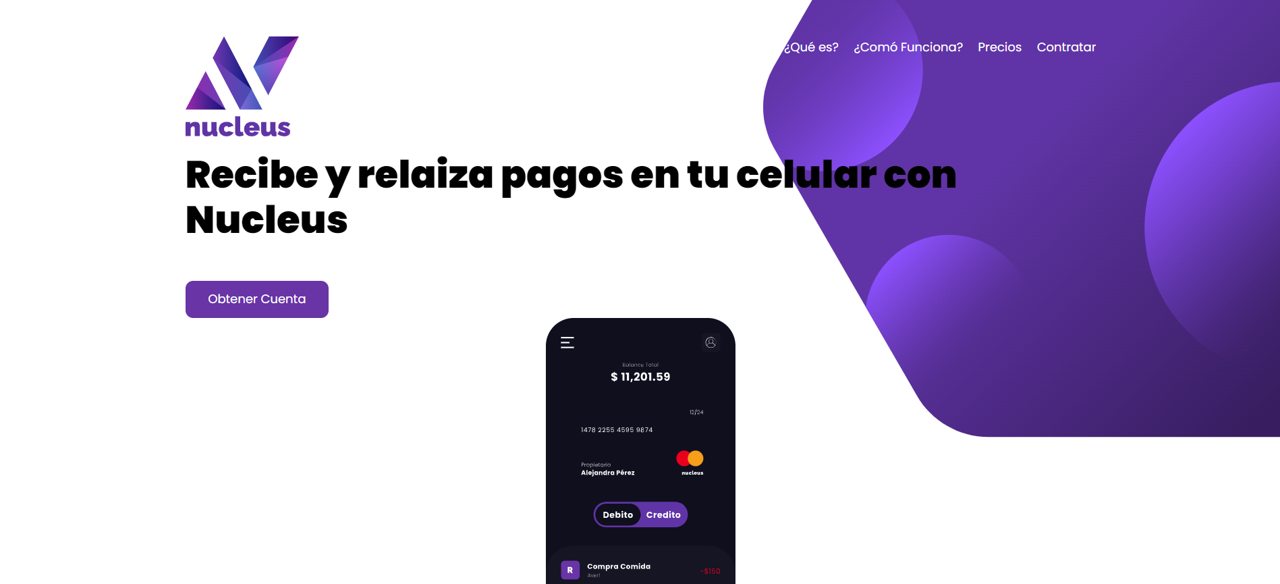 ¿Qué es? ¿Comó Funciona? Precios Contratar
nucleus
Recibe y relaiza pagos en tu celular con
Nucleus
Obtener Cuenta
Balance Total
$ 11,201.59
12/24
1478 2255 4595 9874
Propietario
Alejandra Pérez
nucleus
Debito Credito
R Compra Comida -$160
Ayer!